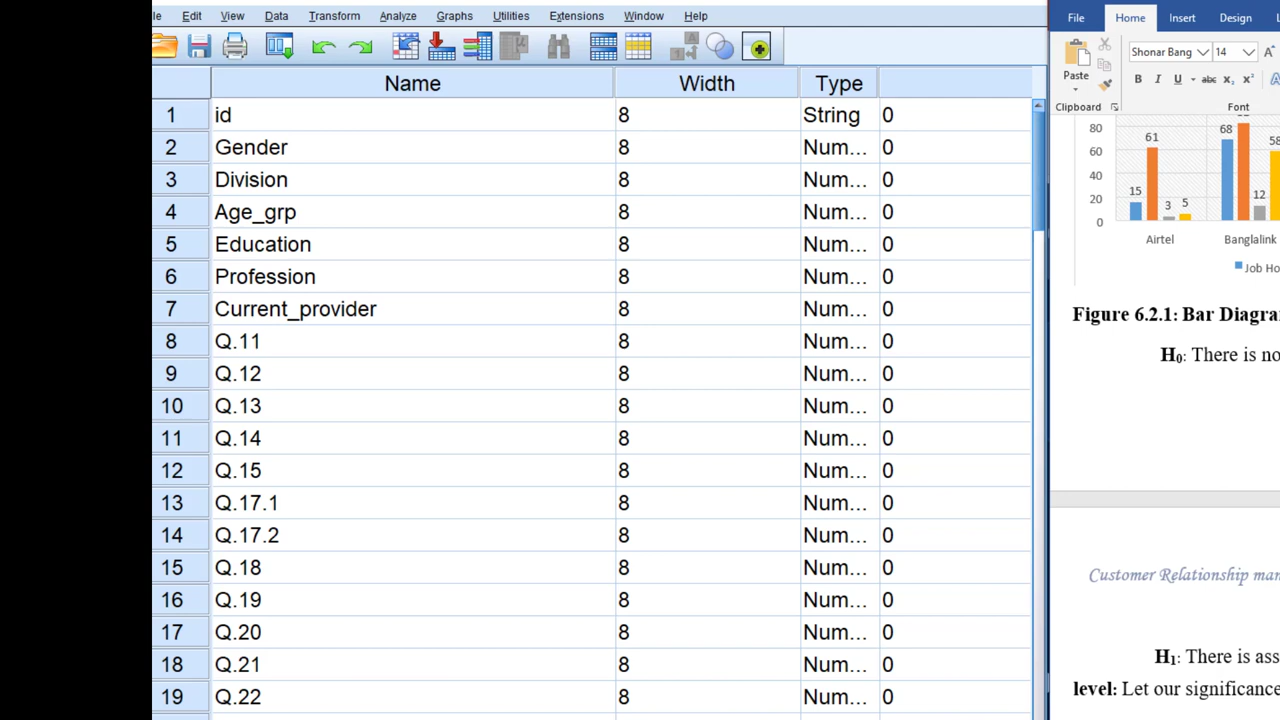 le Edit View Data Transform Analyze Graphs Utilities Extensions Window Help
Name Width Type
1 id 8 String 0
2 Gender 8 Num... 0
3 Division 8 Num... 0
4 Age_grp 8 Num... 0
5 Education 8 Num... 0
6 Profession 8 Num... 0
7 Current_provider 8 Num... 0
8 Q.11 8 Num... 0
9 Q.12 8 Num... 0
10 Q.13 8 Num... 0
11 Q.14 8 Num... 0
12 Q.15 8 Num... 0
13 Q.17.1 8 Num... 0
14 Q.17.2 8 Num... 0
15 Q.18 8 Num... 0
16 Q.19 8 Num... 0
17 Q.20 8 Num... 0
18 Q.21 8 Num... 0
19 Q.22 8 Num... 0
File Home Insert Design
Shonar Bang 14
Paste B I U abc x₂ x² A
Clipboard Font
80 61 68 58
60
40
20 15 3 5 12
0
Airtel Banglalink
Job Ho
Figure 6.2.1: Bar Diagra
H₀: There is no
Customer Relationship man
H₁: There is ass
level: Let our significance